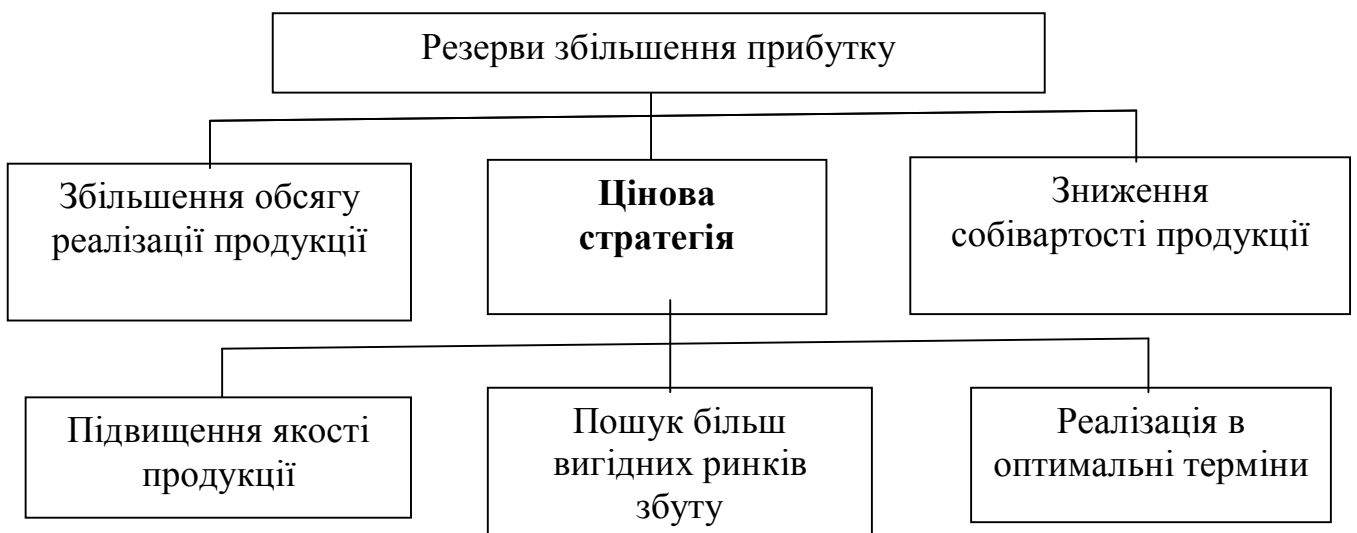 Резерви збільшення прибутку
Збільшення обсягу
реалізації продукції
Цінова
стратегія
Зниження
собівартості продукції
Підвищення якості
продукції
Пошук більш
вигідних ринків
збуту
Реалізація в
оптимальні терміни